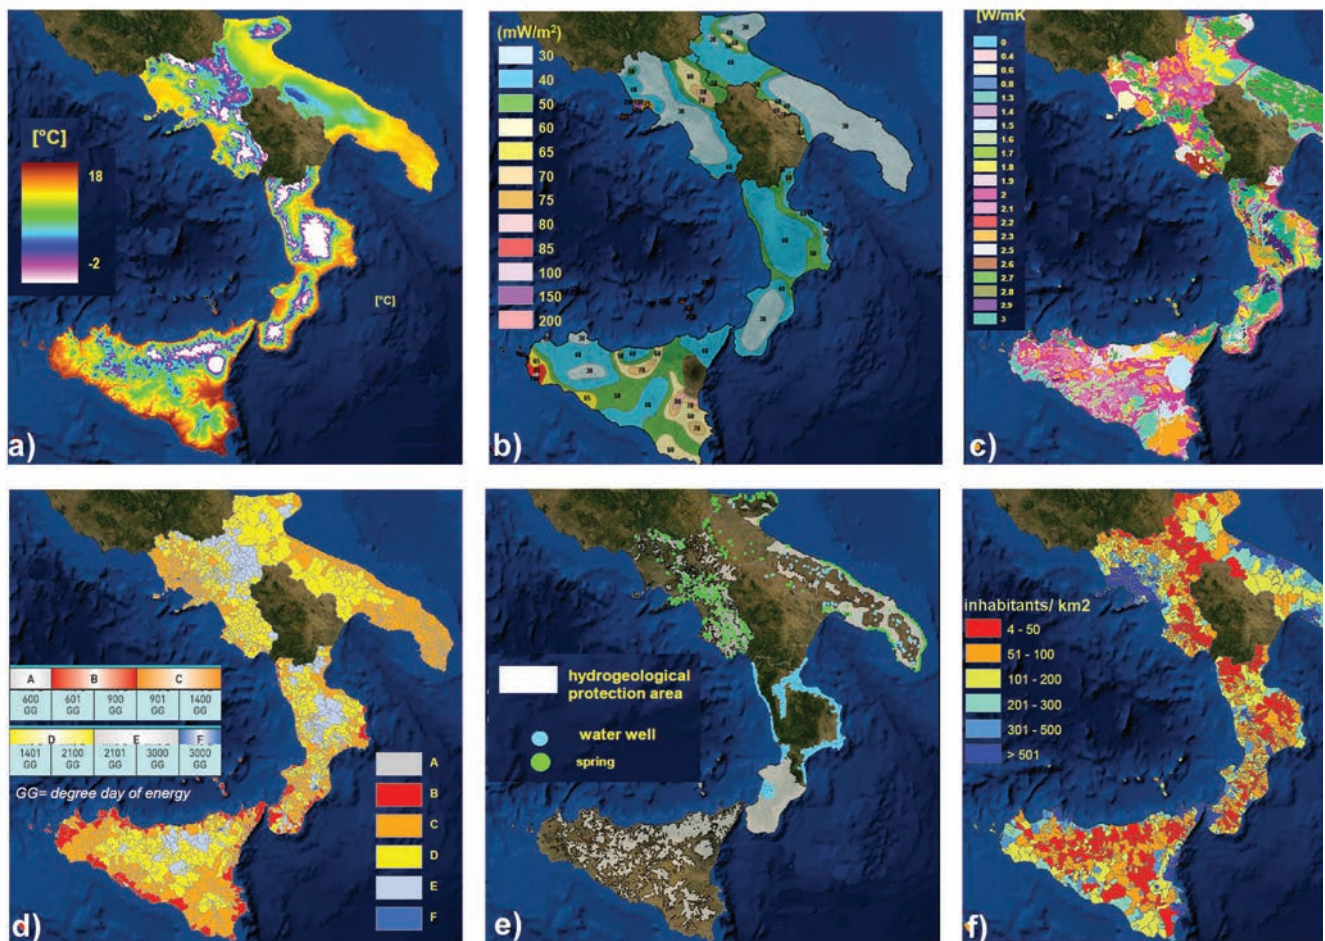 [°C]
18
-2
[°C]
a)
(mW/m²)
30
40
50
60
65
70
75
80
85
100
150
200
b)
[W/mK
0
0.4
0.6
0.8
1.3
1.4
1.5
1.6
1.7
1.8
1.9
2
2.1
2.2
2.3
2.5
2.6
2.7
2.8
2.9
3
c)
A B C
600 601 900 901 1400
GG GG GG GG GG
D E F
1401 2100 2101 3000 3000
GG GG GG GG GG
GG= degree day of energy
A
B
C
D
E
F
d)
hydrogeological
protection area
water well
spring
e)
inhabitants/ km2
4 - 50
51 - 100
101 - 200
201 - 300
301 - 500
> 501
f)